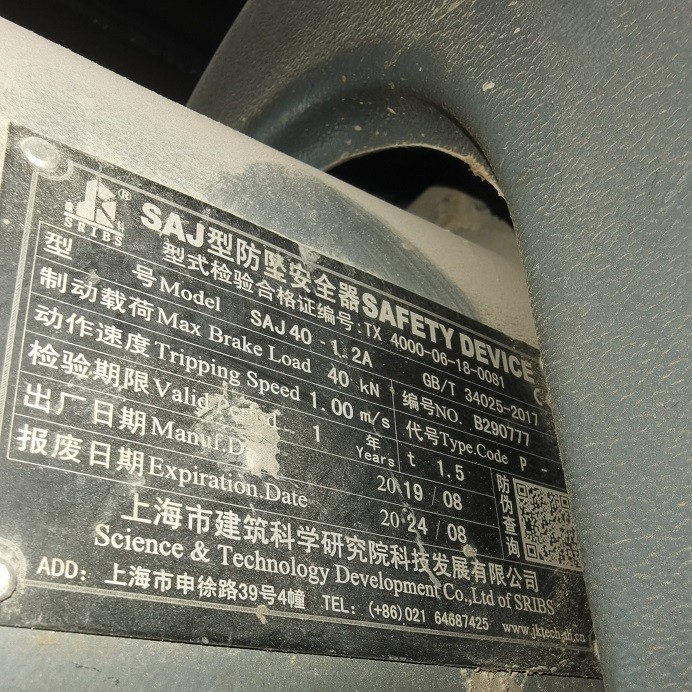 SRIBS ®
SAJ型防坠安全器SAFETY DEVICE
型式检验合格证编号:TX 4000-06-18-0081
型 号Model SAJ40-1.2A GB/T 34025-2017
制动载荷Max Brake Load 40 kN 编号NO. B290777
动作速度Tripping Speed 1.00 m/s 代号Type.Code P -
检验期限Valid Period 1 年 Years t 1.5
出厂日期Manuf.D 2019/08
报废日期Expiration.Date 2024/08
防伪查询
上海市建筑科学研究院科技发展有限公司
Science & Technology Development Co.,Ltd of SRIBS
ADD: 上海市申徐路39号4幢 TEL: (+86)021 64687425 www.jktech.sh.cn